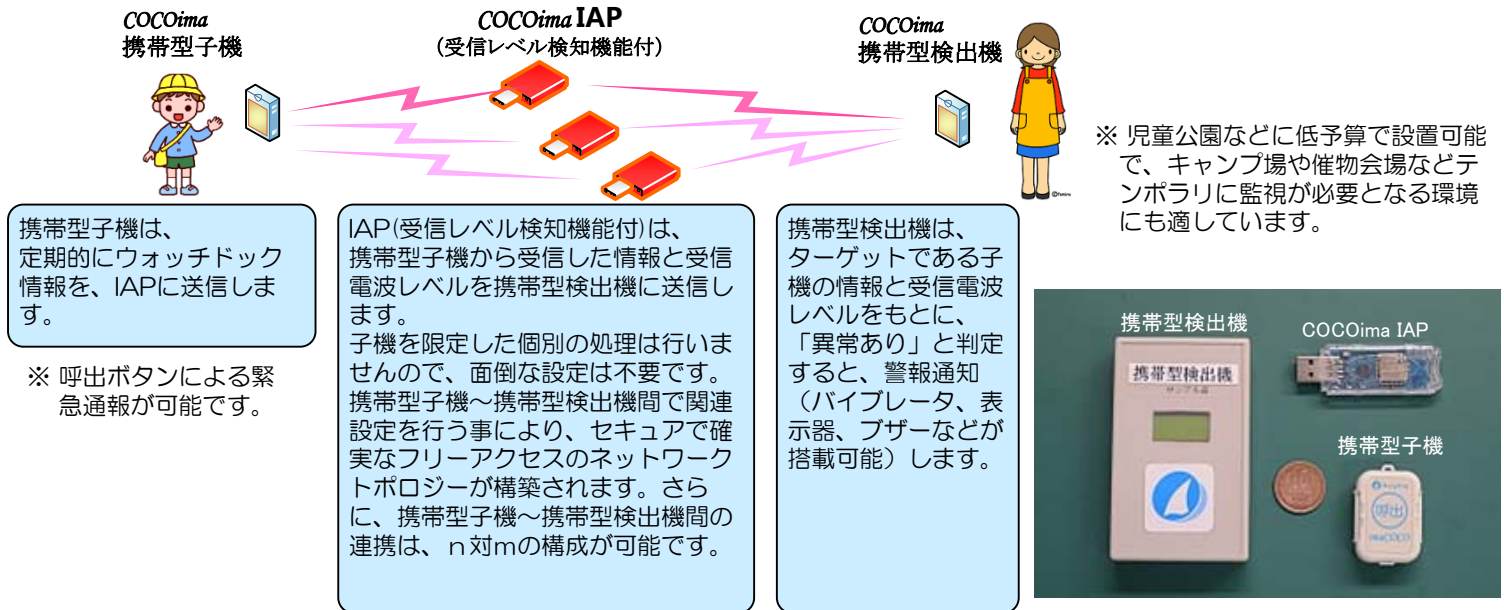 COCOima
携帯型子機
COCOima IAP
(受信レベル検知機能付)
COCOima
携帯型検出機
携帯型子機は、
定期的にウォッチドック
情報を、IAPに送信しま
す。
※ 呼出ボタンによる緊
急通報が可能です。
IAP(受信レベル検知機能付)は、
携帯型子機から受信した情報と受信
電波レベルを携帯型検出機に送信し
ます。
子機を限定した個別の処理は行いま
せんので、面倒な設定は不要です。
携帯型子機～携帯型検出機間で関連
設定を行う事により、セキュアで確
実なフリーアクセスのネットワーク
トポロジーが構築されます。さら
に、携帯型子機～携帯型検出機間の
連携は、ｎ対mの構成が可能です。
携帯型検出機は、
ターゲットである子
機の情報と受信電波
レベルをもとに、
「異常あり」と判定
すると、警報通知
（バイブレータ、表
示器、ブザーなどが
搭載可能）します。
※ 児童公園などに低予算で設置可能
で、キャンプ場や催物会場などテ
ンポラリに監視が必要となる環境
にも適しています。
携帯型検出機
COCOima IAP
携帯型検出機
サンプル品
携帯型子機
呼出
imaCOCO